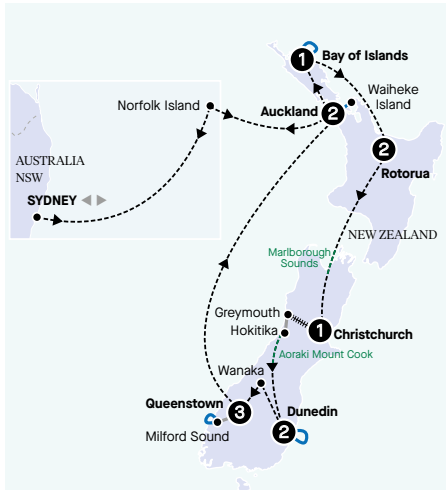 1
Bay of Islands
Waiheke
Island
Norfolk Island
Auckland
2
2
Rotorua
AUSTRALIA
NSW
SYDNEY
NEW ZEALAND
Marlborough
Sounds
Greymouth
Hokitika
1
Christchurch
Aoraki Mount Cook
Wanaka
Queenstown
3
Dunedin
2
Milford Sound